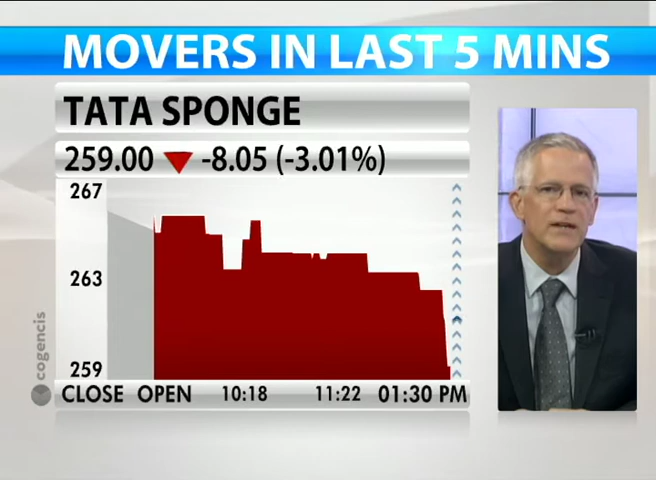 MOVERS IN LAST 5 MINS
TATA SPONGE
259.00 -8.05 (-3.01%)
267
263
259
CLOSE OPEN 10:18 11:22 01:30 PM
cogencis